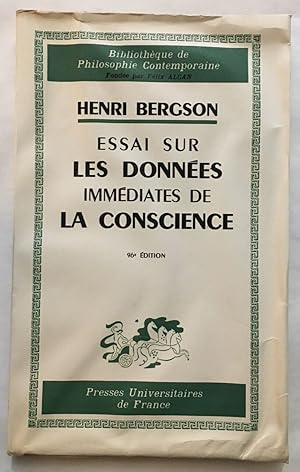 Bibliothèque de
Philosophie Contemporaine
Fondée par Félix ALCAN
HENRI BERGSON
ESSAI SUR
LES DONNÉES
IMMÉDIATES DE
LA CONSCIENCE
96e ÉDITION
Presses Universitaires
de France